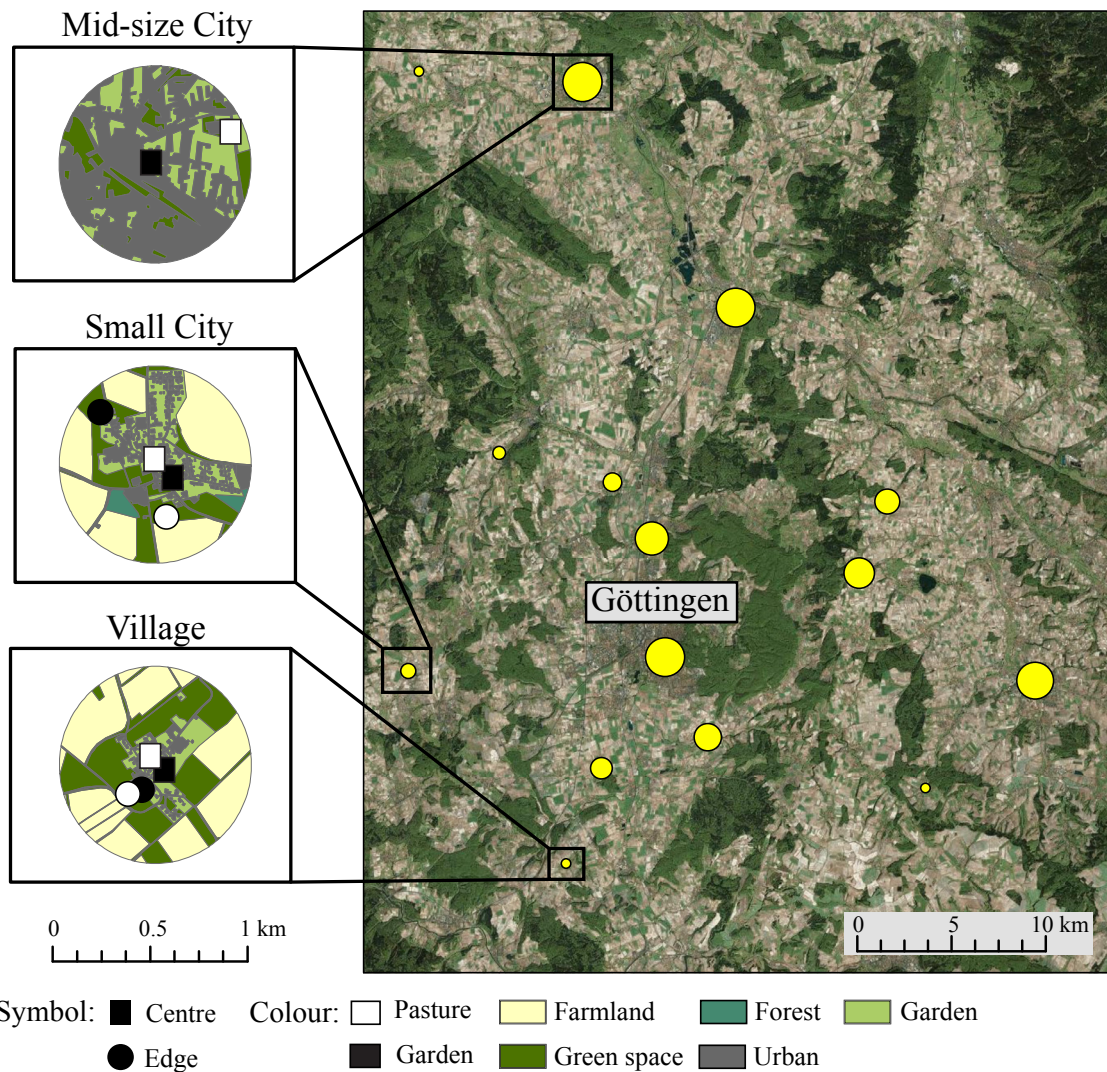 Mid-size City
Small City
Village
Göttingen
0 0.5 1 km
0 5 10 km
Symbol: Centre Colour: Pasture Farmland Forest Garden
Edge Garden Green space Urban